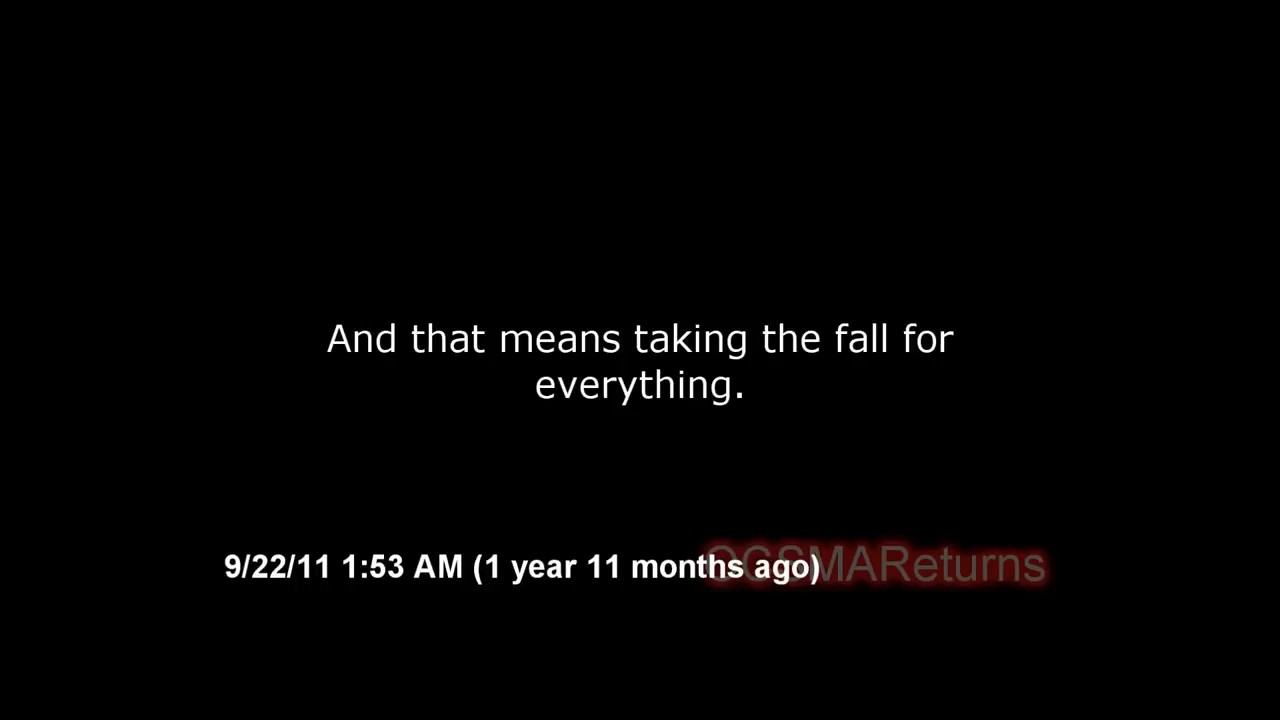 And that means taking the fall for
everything.
9/22/11 1:53 AM (1 year 11 months ago)